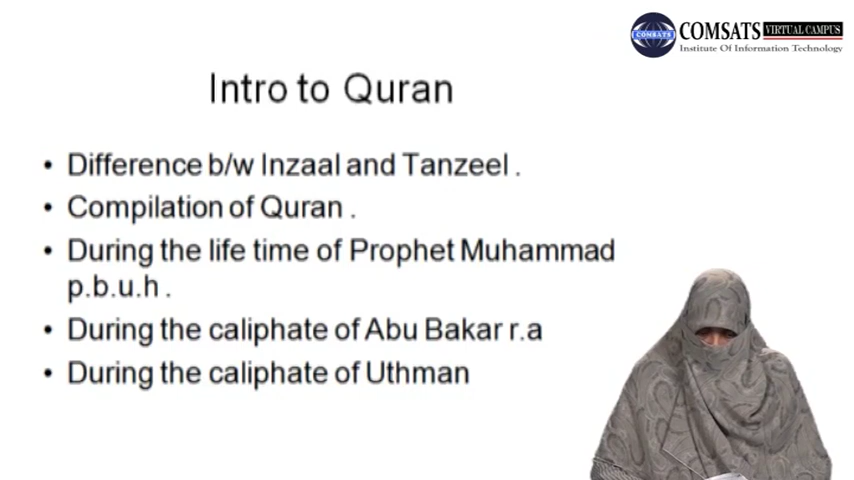 COMSATS
COMSATS VIRTUAL CAMPUS
Institute Of Information Technology
Intro to Quran
• Difference b/w Inzaal and Tanzeel .
• Compilation of Quran .
• During the life time of Prophet Muhammad
p.b.u.h .
• During the caliphate of Abu Bakar r.a
• During the caliphate of Uthman